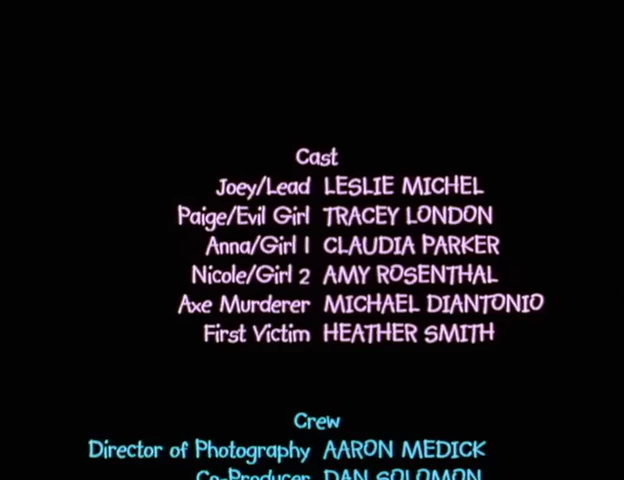 Cast
Joey/Lead LESLIE MICHEL
Paige/Evil Girl TRACEY LONDON
Anna/Girl 1 CLAUDIA PARKER
Nicole/Girl 2 AMY ROSENTHAL
Axe Murderer MICHAEL DIANTONIO
First Victim HEATHER SMITH
Crew
Director of Photography AARON MEDICK
Co-Producer DAN SOLOMON